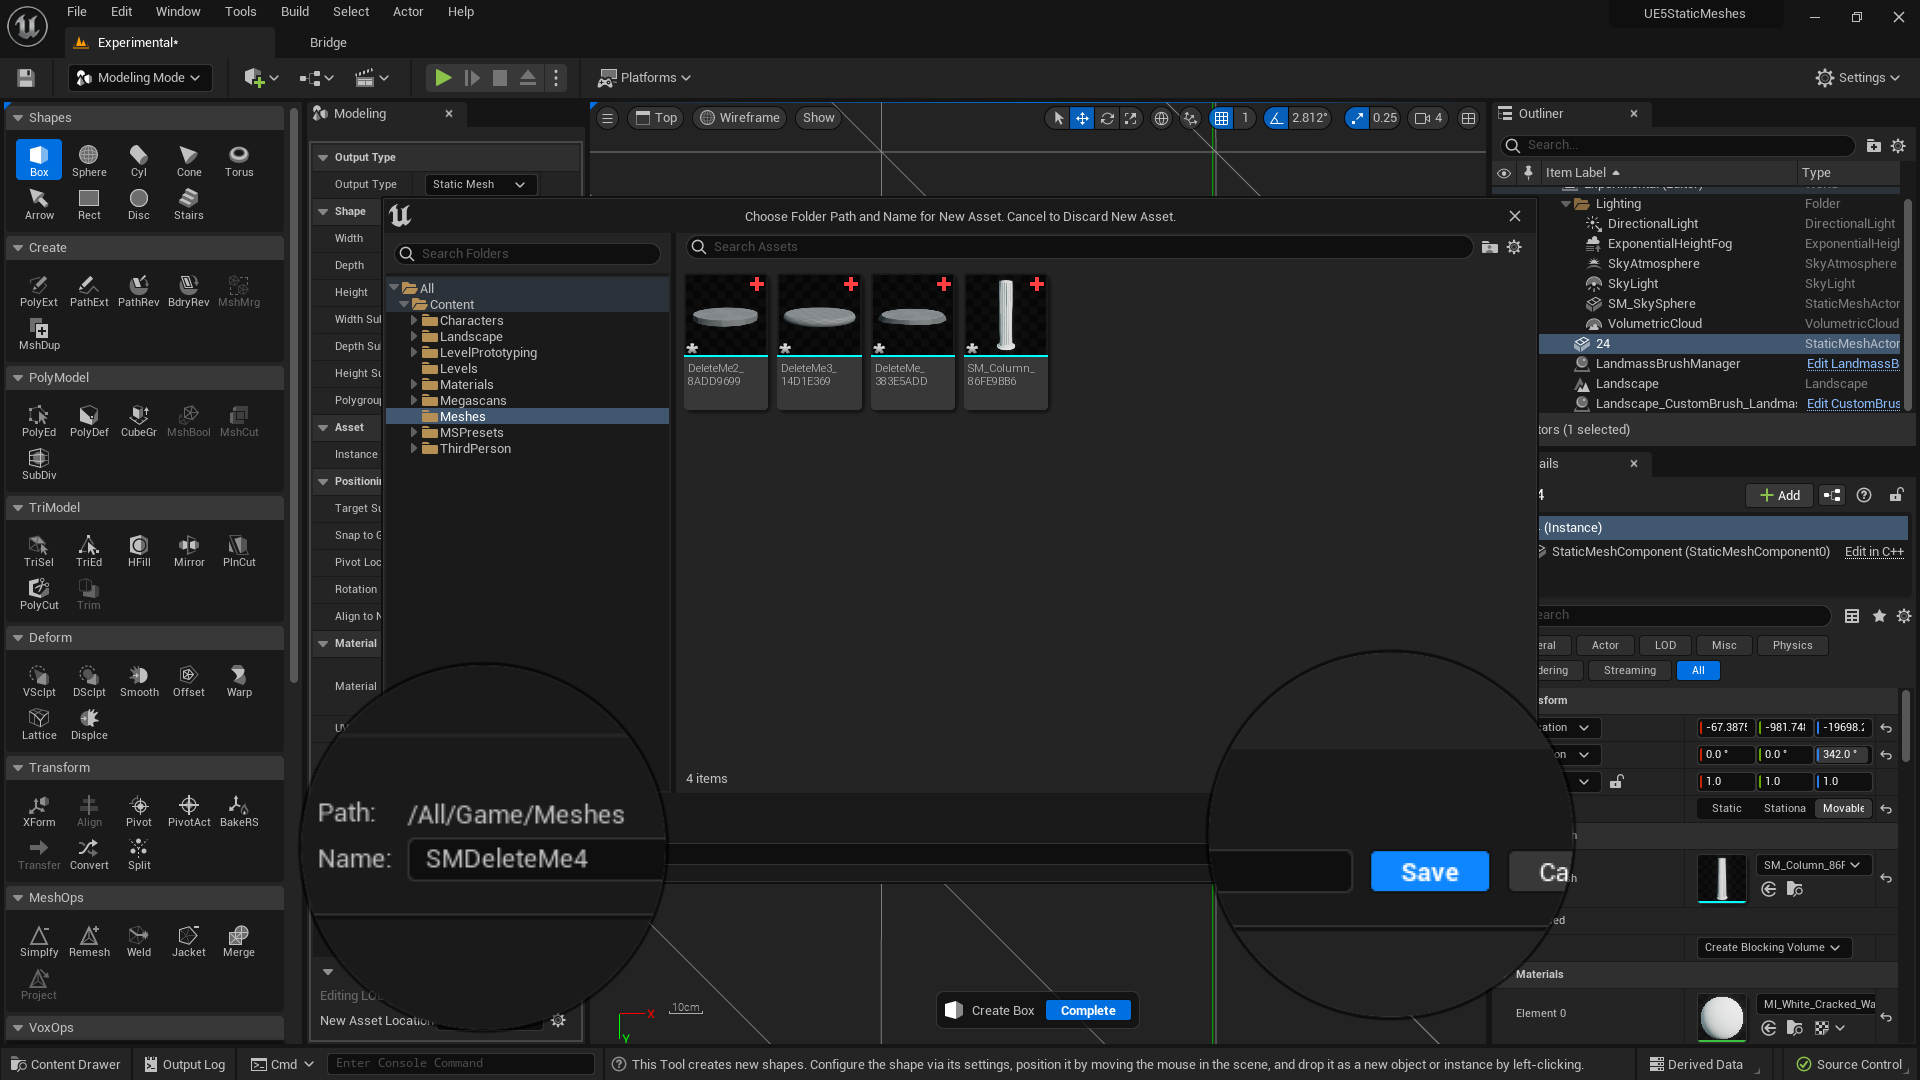 File Edit Window Tools Build Select Actor Help
UE5StaticMeshes
Experimental*
Bridge
Modeling Mode
Platforms
Settings
Shapes
Box Sphere Cyl Cone Torus
Arrow Rect Disc Stairs
Create
PolyExt PathExt PathRev BdryRev MshMrg
MshDup
PolyModel
PolyEd PolyDef CubeGr MshBool MshCut
SubDiv
TriModel
TriSel TriEd HFill Mirror PlnCut
PolyCut Trim
Deform
VSclpt DSclpt Smooth Offset Warp
Lattice Displce
Transform
XForm Align Pivot PivotAct BakeRS
Transfer Convert Split
MeshOps
Simplfy Remesh Weld Jacket Merge
Project
VoxOps
Modeling
Output Type
Output Type Static Mesh
Shape
Width
Depth
Height
Width Sub
Depth Su
Height S
Polygroup
Asset
Instance
Positionin
Target Su
Snap to G
Pivot Loc
Rotation
Align to N
Material
Material
UV
Editing LOD
New Asset Location
Top Wireframe Show
1 2.812° 0.25 4
Choose Folder Path and Name for New Asset. Cancel to Discard New Asset.
Search Folders
Search Assets
All
Content
Characters
Landscape
LevelPrototyping
Levels
Materials
Megascans
Meshes
MSPresets
ThirdPerson
DeleteMe2_
8ADD9699
DeleteMe3_
14D1E369
DeleteMe_
383E5ADD
SM_Column_
86FE9BB6
4 items
Path: /All/Game/Meshes
Name: SMDeleteMe4
Save Ca
10cm
X
Y
Create Box Complete
Outliner
Search...
Item Label Type
Lighting Folder
DirectionalLight DirectionalLight
ExponentialHeightFog ExponentialHeigh
SkyAtmosphere SkyAtmosphere
SkyLight SkyLight
SM_SkySphere StaticMeshActor
VolumetricCloud VolumetricCloud
24 StaticMeshActor
LandmassBrushManager Edit LandmassB
Landscape Landscape
Landscape_CustomBrush_Landmas Edit CustomBrus
tors (1 selected)
ails
4
Add
(Instance)
StaticMeshComponent (StaticMeshComponent0) Edit in C++
earch
eral Actor LOD Misc Physics
dering Streaming All
sform
ation -67.3875 -981.748 -19698.2
on 0.0 ° 0.0 ° 342.0 °
1.0 1.0 1.0
Static Stationa Movable
h
sh SM_Column_86F
ed
Create Blocking Volume
Materials
Element 0 MI_White_Cracked_Wa
Content Drawer Output Log Cmd Enter Console Command
This Tool creates new shapes. Configure the shape via its settings, position it by moving the mouse in the scene, and drop it as a new object or instance by left-clicking.
Derived Data Source Control